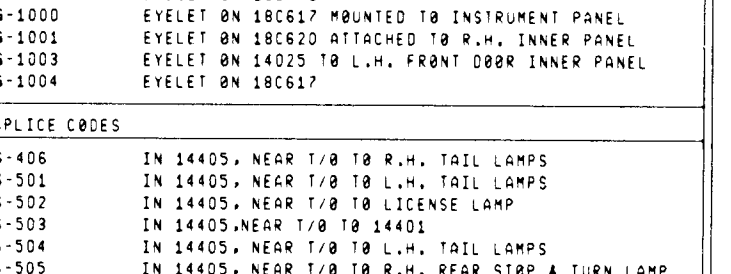 -1000 EYELET ØN 18C617 MØUNTED TØ INSTRUMENT PANEL
-1001 EYELET ØN 18C620 ATTACHED TØ R.H. INNER PANEL
-1003 EYELET ØN 14025 TØ L.H. FRØNT DØØR INNER PANEL
-1004 EYELET ØN 18C617
PLICE CØDES
-406 IN 14405, NEAR T/Ø TØ R.H. TAIL LAMPS
-501 IN 14405, NEAR T/Ø TØ L.H. TAIL LAMPS
-502 IN 14405, NEAR T/Ø TØ LICENSE LAMP
-503 IN 14405,NEAR T/Ø TØ 14401
-504 IN 14405, NEAR T/Ø TØ L.H. TAIL LAMPS
-505 IN 14405, NEAR T/Ø TØ R.H. REAR STØP & TURN LAMP